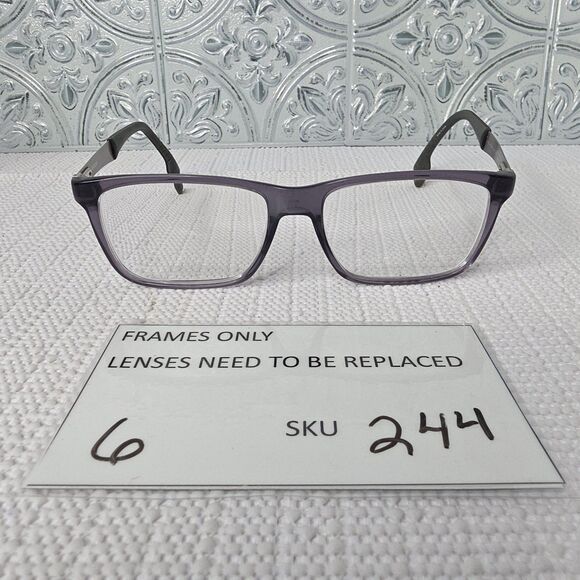 FRAMES ONLY
LENSES NEED TO BE REPLACED
6 SKU 244